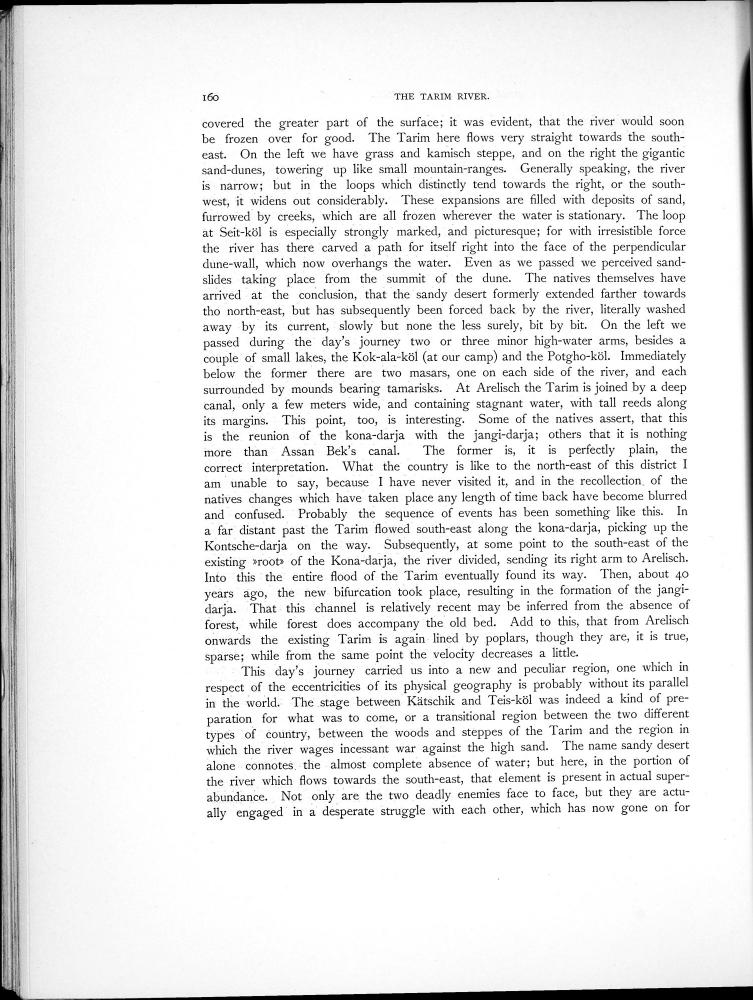 160
THE TARIM RIVER.
covered the greater part of the surface; it was evident, that the river would soon
be frozen over for good. The Tarim here flows very straight towards the south-
east. On the left we have grass and kamisch steppe, and on the right the gigantic
sand-dunes, towering up like small mountain-ranges. Generally speaking, the river
is narrow; but in the loops which distinctly tend towards the right, or the south-
west, it widens out considerably. These expansions are filled with deposits of sand,
furrowed by creeks, which are all frozen wherever the water is stationary. The loop
at Seit-köl is especially strongly marked, and picturesque; for with irresistible force
the river has there carved a path for itself right into the face of the perpendicular
dune-wall, which now overhangs the water. Even as we passed we perceived sand-
slides taking place from the summit of the dune. The natives themselves have
arrived at the conclusion, that the sandy desert formerly extended farther towards
tho north-east, but has subsequently been forced back by the river, literally washed
away by its current, slowly but none the less surely, bit by bit. On the left we
passed during the day's journey two or three minor high-water arms, besides a
couple of small lakes, the Kok-ala-köl (at our camp) and the Potgho-köl. Immediately
below the former there are two masars, one on each side of the river, and each
surrounded by mounds bearing tamarisks. At Arelisch the Tarim is joined by a deep
canal, only a few meters wide, and containing stagnant water, with tall reeds along
its margins. This point, too, is interesting. Some of the natives assert, that this
is the reunion of the kona-darja with the jangi-darja; others that it is nothing
more than Assan Bek's canal. The former is, it is perfectly plain, the
correct interpretation. What the country is like to the north-east of this district I
am unable to say, because I have never visited it, and in the recollection of the
natives changes which have taken place any length of time back have become blurred
and confused. Probably the sequence of events has been something like this. In
a far distant past the Tarim flowed south-east along the kona-darja, picking up the
Kontsche-darja on the way. Subsequently, at some point to the south-east of the
existing »root» of the Kona-darja, the river divided, sending its right arm to Arelisch.
Into this the entire flood of the Tarim eventually found its way. Then, about 40
years ago, the new bifurcation took place, resulting in the formation of the jangi-
darja. That this channel is relatively recent may be inferred from the absence of
forest, while forest does accompany the old bed. Add to this, that from Arelisch
onwards the existing Tarim is again lined by poplars, though they are, it is true,
sparse; while from the same point the velocity decreases a little.
This day's journey carried us into a new and peculiar region, one which in
respect of the eccentricities of its physical geography is probably without its parallel
in the world. The stage between Kätschik and Teis-köl was indeed a kind of pre-
paration for what was to come, or a transitional region between the two different
types of country, between the woods and steppes of the Tarim and the region in
which the river wages incessant war against the high sand. The name sandy desert
alone connotes the almost complete absence of water; but here, in the portion of
the river which flows towards the south-east, that element is present in actual super-
abundance. Not only are the two deadly enemies face to face, but they are actu-
ally engaged in a desperate struggle with each other, which has now gone on for